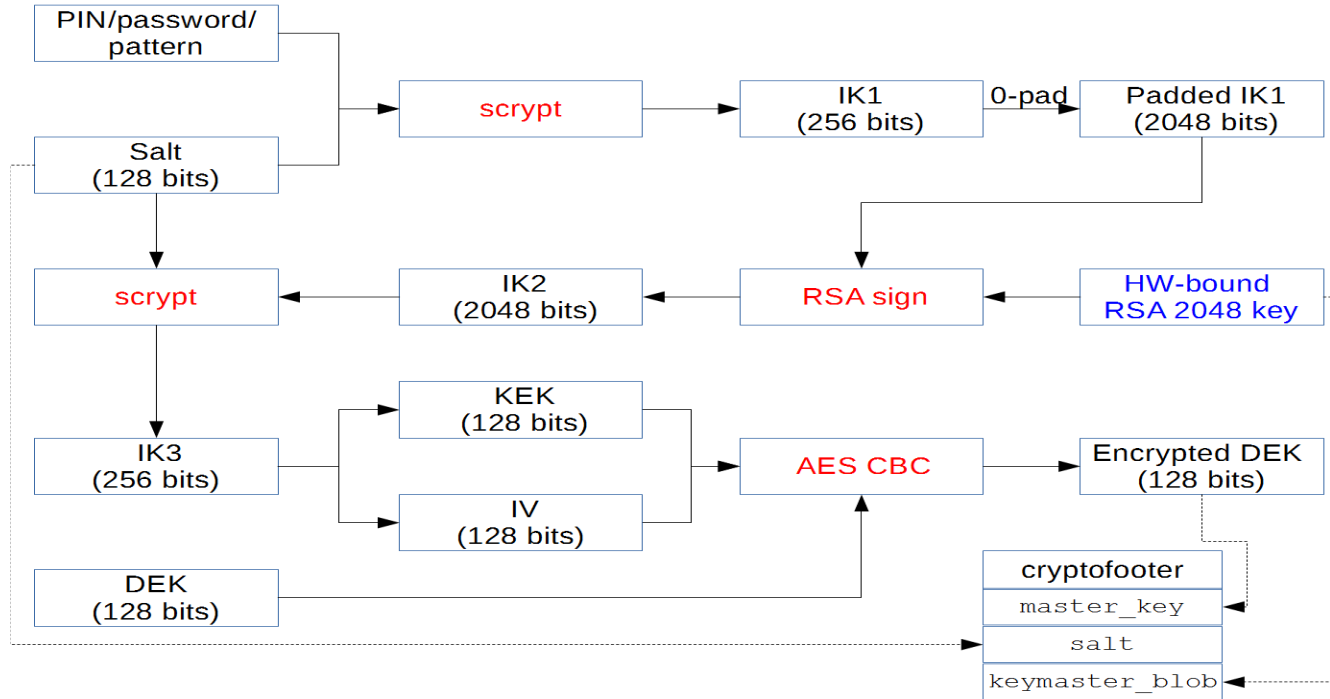 PIN/password/
pattern
scrypt
IK1
(256 bits)
0-pad
Padded IK1
(2048 bits)
Salt
(128 bits)
scrypt
IK2
(2048 bits)
RSA sign
HW-bound
RSA 2048 key
KEK
(128 bits)
IK3
(256 bits)
AES CBC
Encrypted DEK
(128 bits)
IV
(128 bits)
DEK
(128 bits)
cryptofooter
master_key
salt
keymaster_blob